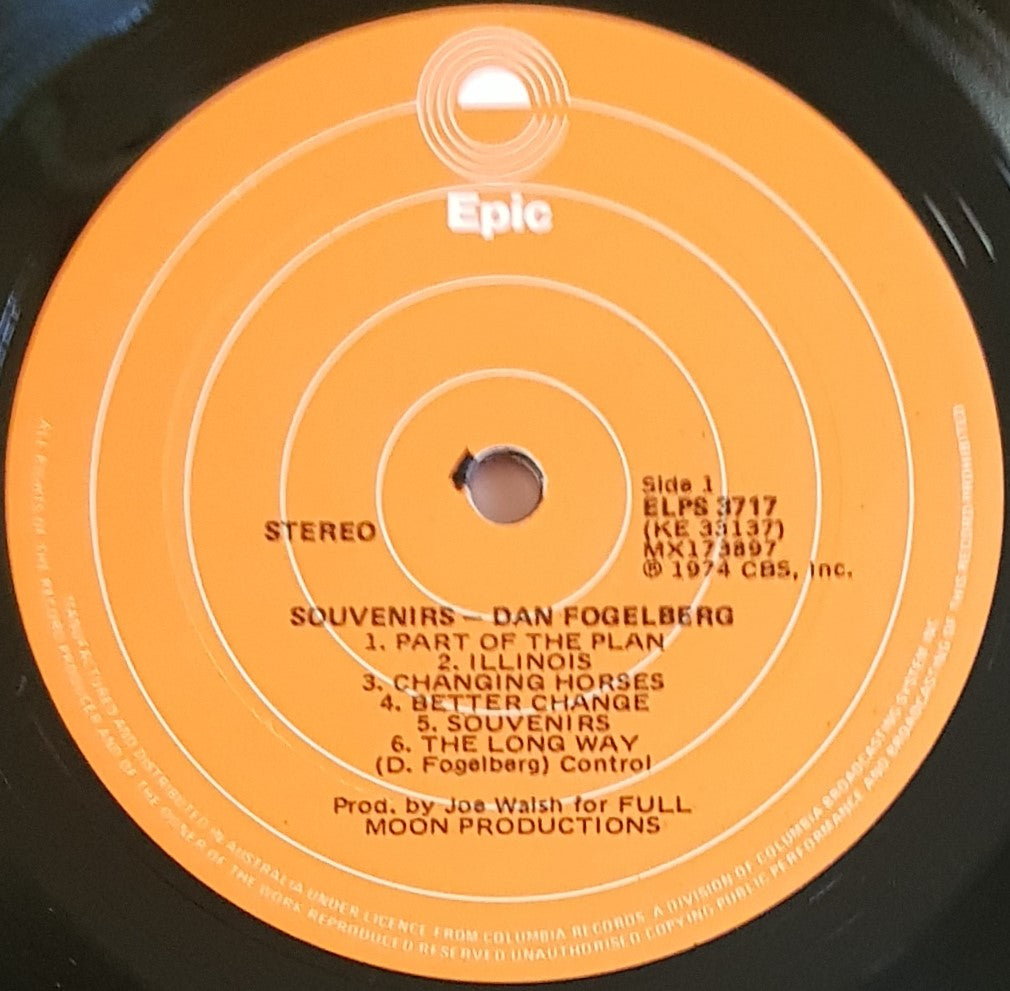 Epic
STEREO
Side 1
ELPS 3717
(KE 33137)
MX173897
℗ 1974 CBS, Inc.
SOUVENIRS — DAN FOGELBERG
1. PART OF THE PLAN
2. ILLINOIS
3. CHANGING HORSES
4. BETTER CHANGE
5. SOUVENIRS
6. THE LONG WAY
(D. Fogelberg) Control
Prod. by Joe Walsh for FULL
MOON PRODUCTIONS
MANUFACTURED AND DISTRIBUTED IN AUSTRALIA UNDER LICENCE FROM COLUMBIA RECORDS, A DIVISION OF COLUMBIA BROADCASTING SYSTEM INC
ALL RIGHTS OF THE RECORD PRODUCER AND OF THE OWNER OF THE WORK REPRODUCED RESERVED UNAUTHORISED COPYING PUBLIC PERFORMANCE AND BROADCASTING OF THIS RECORD PROHIBITED